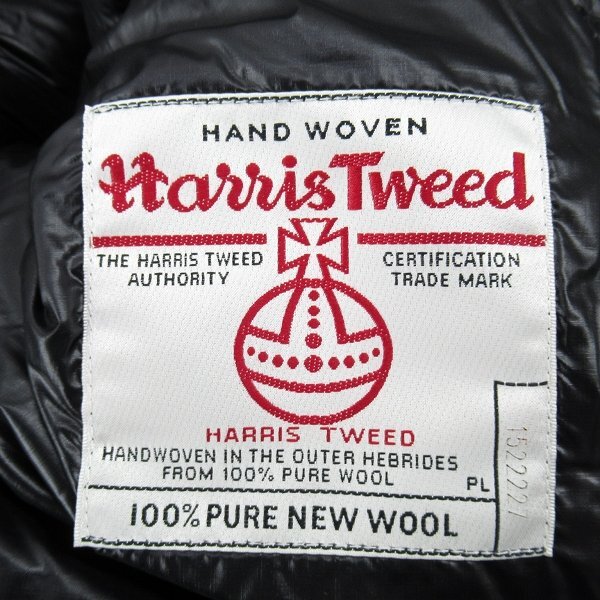 HAND WOVEN
Harris Tweed
THE HARRIS TWEED
AUTHORITY
CERTIFICATION
TRADE MARK
HARRIS TWEED
HANDWOVEN IN THE OUTER HEBRIDES
FROM 100% PURE WOOL
PL
1522227
100% PURE NEW WOOL